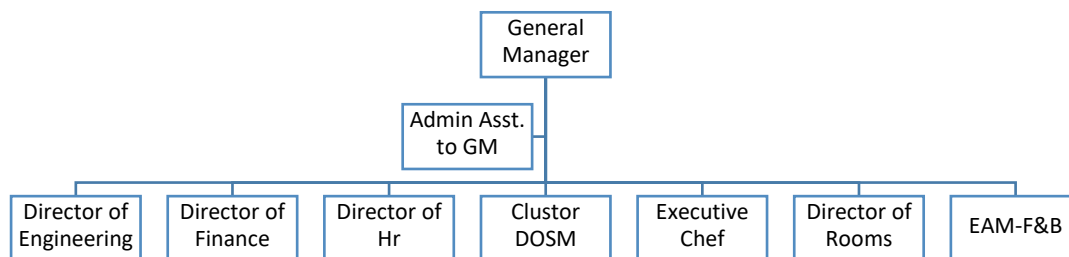 General
Manager
Admin Asst.
to GM
Director of
Engineering
Director of
Finance
Director of
Hr
Clustor
DOSM
Executive
Chef
Director of
Rooms
EAM-F&B